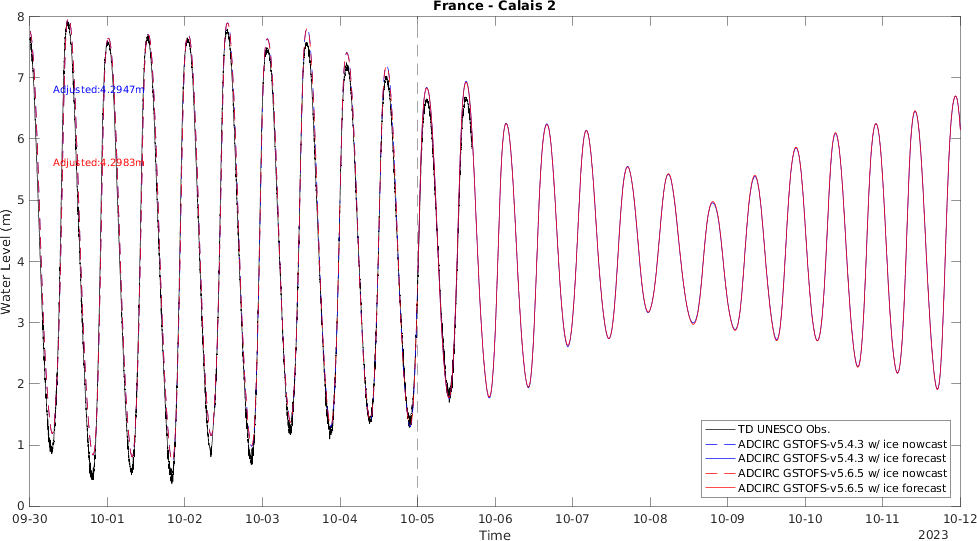 France - Calais 2
8
7
Adjusted:4.2947m
6
Adjusted:4.2983m
5
4
3
2
1
0
Water Level (m)
TD UNESCO Obs.
ADCIRC GSTOFS-v5.4.3 w/ ice nowcast
ADCIRC GSTOFS-v5.4.3 w/ ice forecast
ADCIRC GSTOFS-v5.6.5 w/ ice nowcast
ADCIRC GSTOFS-v5.6.5 w/ ice forecast
09-30 10-01 10-02 10-03 10-04 10-05 10-06 10-07 10-08 10-09 10-10 10-11 10-12
Time
2023